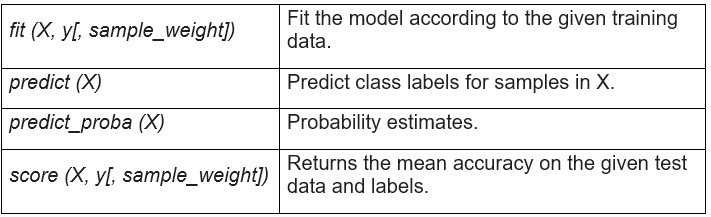 fit (X, y[, sample_weight])
Fit the model according to the given training
data.
predict (X)
Predict class labels for samples in X.
predict_proba (X)
Probability estimates.
score (X, y[, sample_weight])
Returns the mean accuracy on the given test
data and labels.